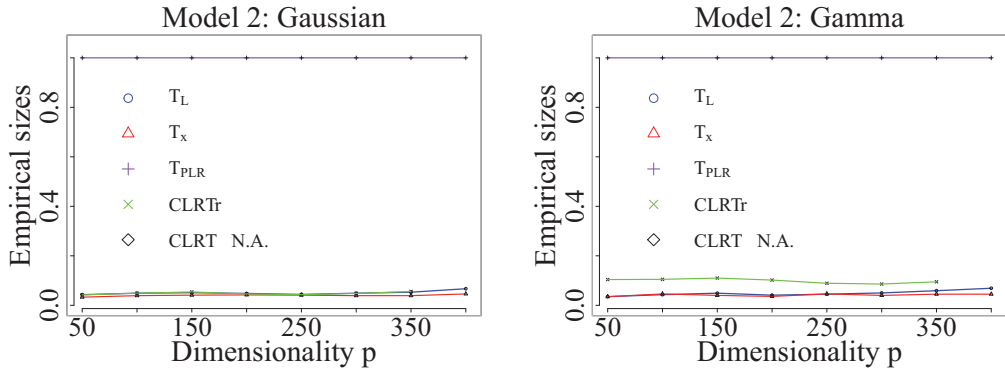 Model 2: Gaussian
Empirical sizes
0.8
0.4
0.0
T_L
T_x
T_PLR
CLRTr
CLRT N.A.
50 150 250 350
Dimensionality p
Model 2: Gamma
Empirical sizes
0.8
0.4
0.0
T_L
T_x
T_PLR
CLRTr
CLRT N.A.
50 150 250 350
Dimensionality p